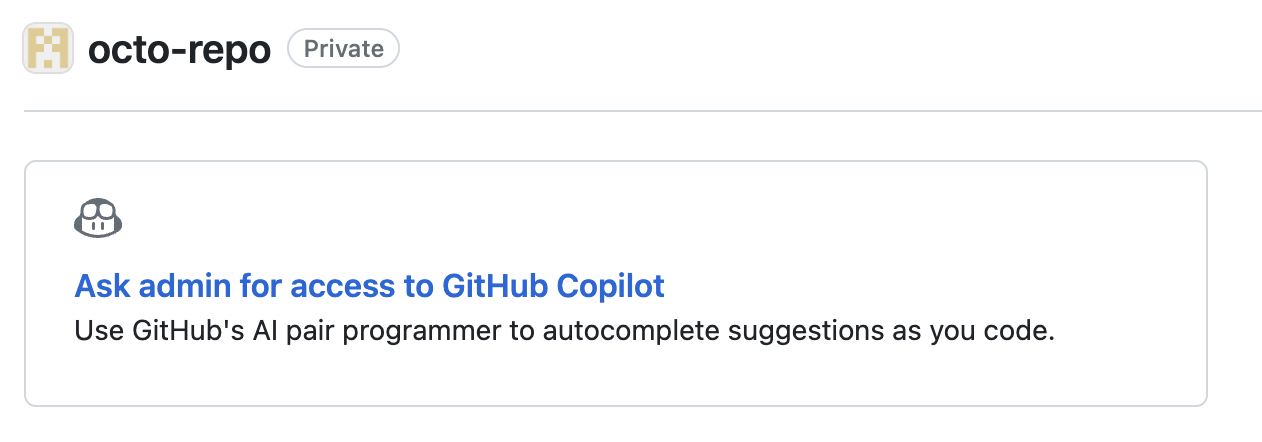 octo-repo Private
Ask admin for access to GitHub Copilot
Use GitHub's AI pair programmer to autocomplete suggestions as you code.